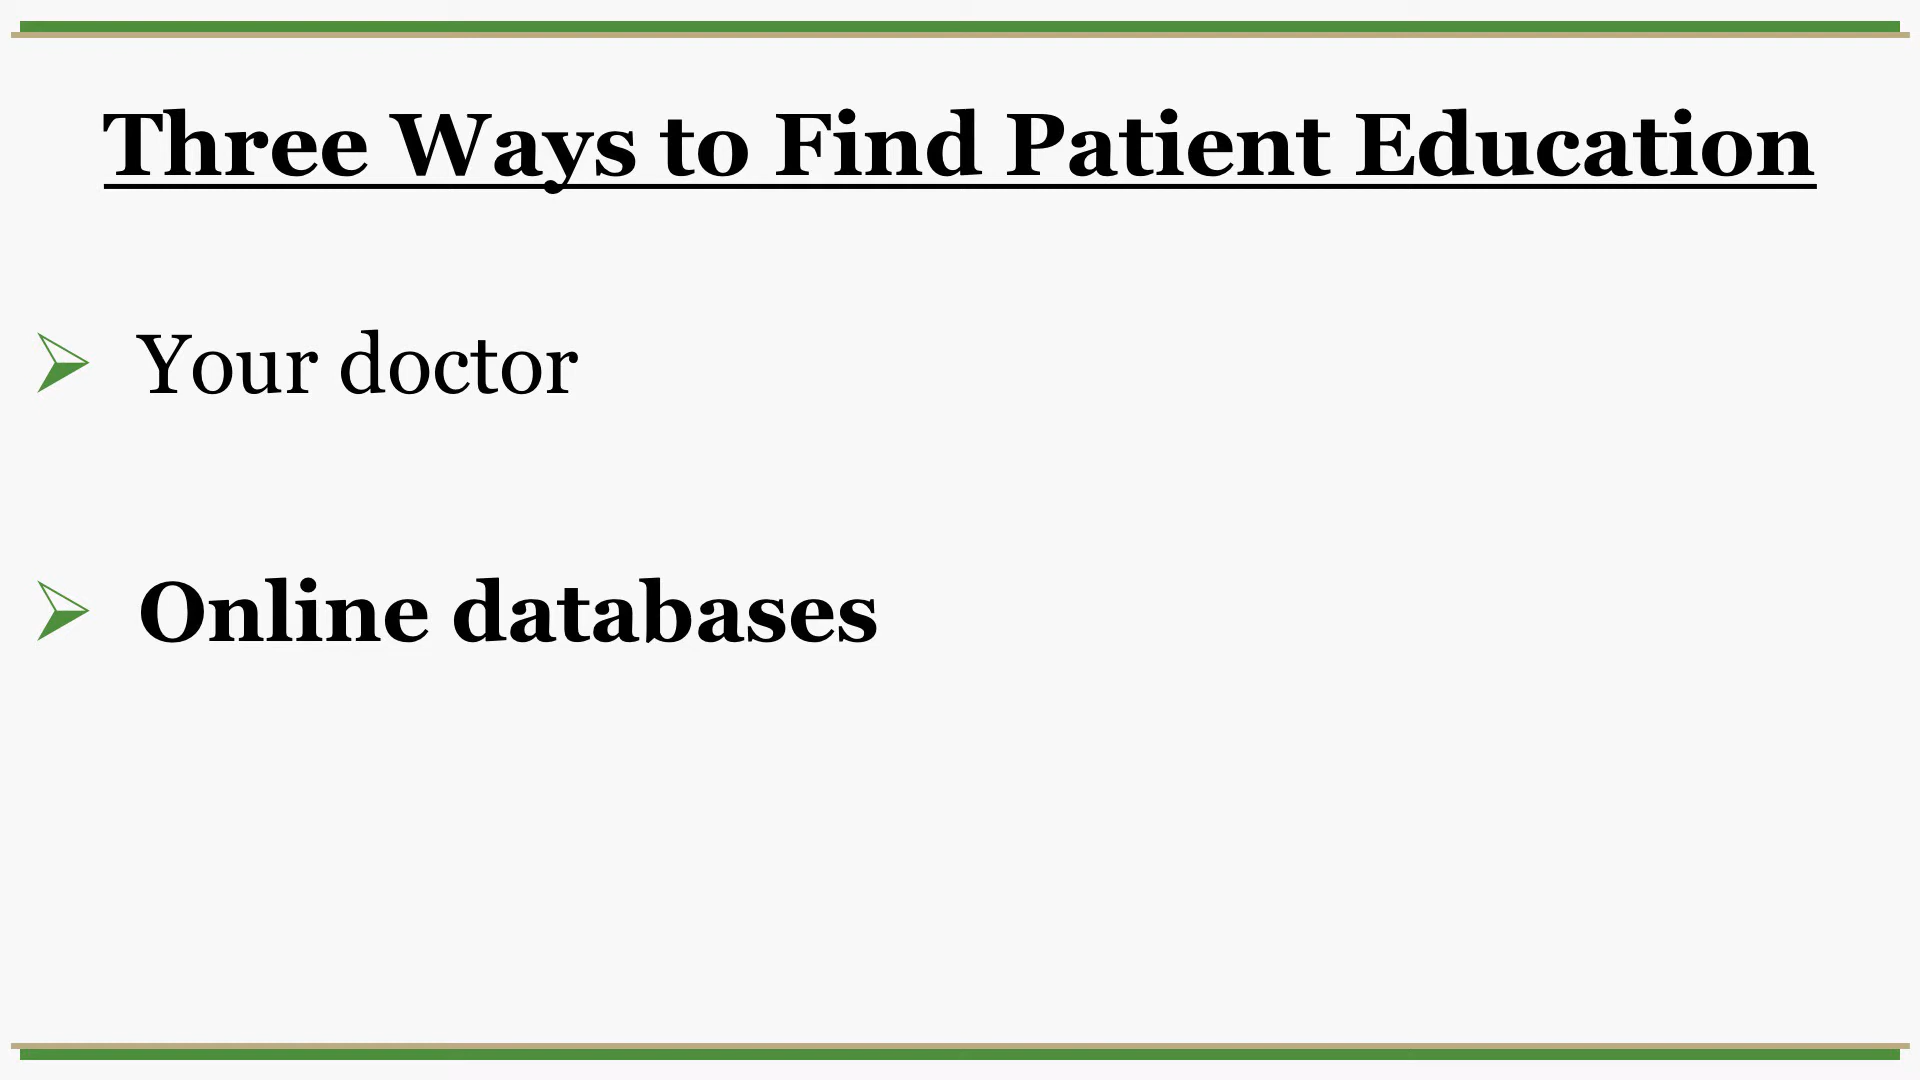 Three Ways to Find Patient Education
Your doctor
Online databases